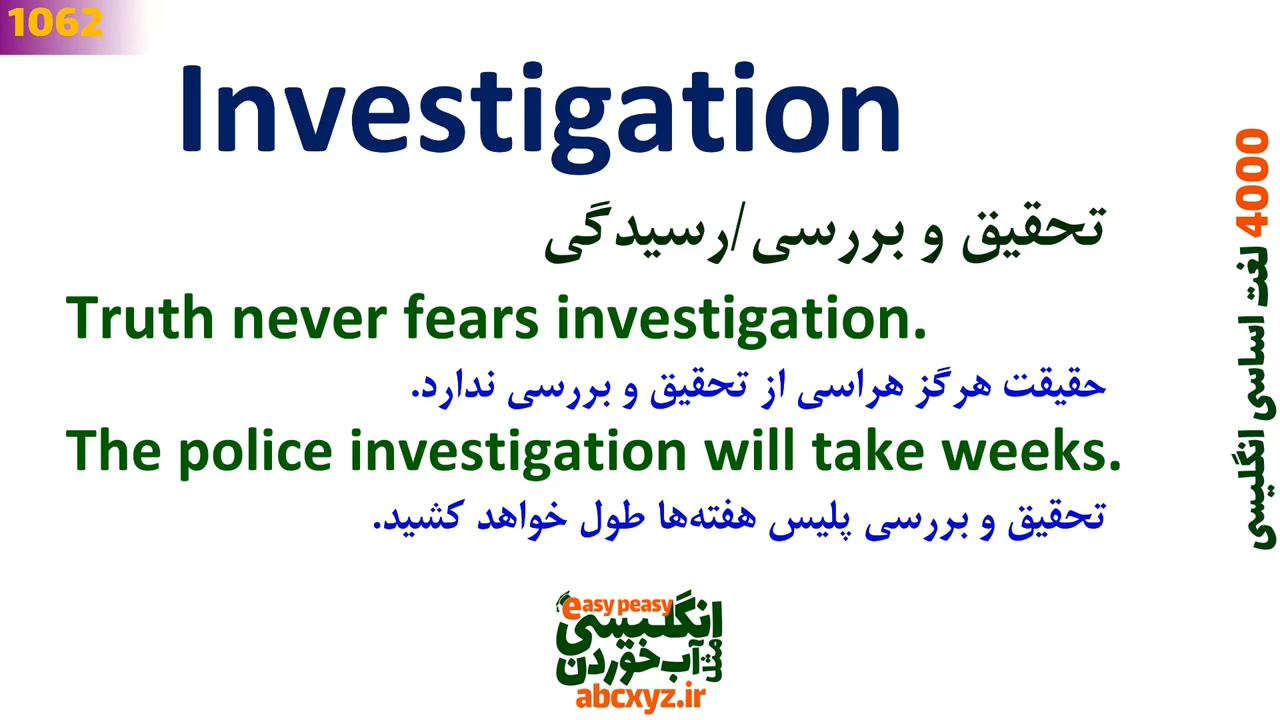 1062
Investigation
تحقیق و بررسی/رسیدگی
Truth never fears investigation.
حقیقت هرگز هراسی از تحقیق و بررسی ندارد.
The police investigation will take weeks.
تحقیق و بررسی پلیس هفته‌ها طول خواهد کشید.
4000 لغت اساسی انگلیسی
easy peasy
انگلیسی
مثل آب خوردن
abcxyz.ir